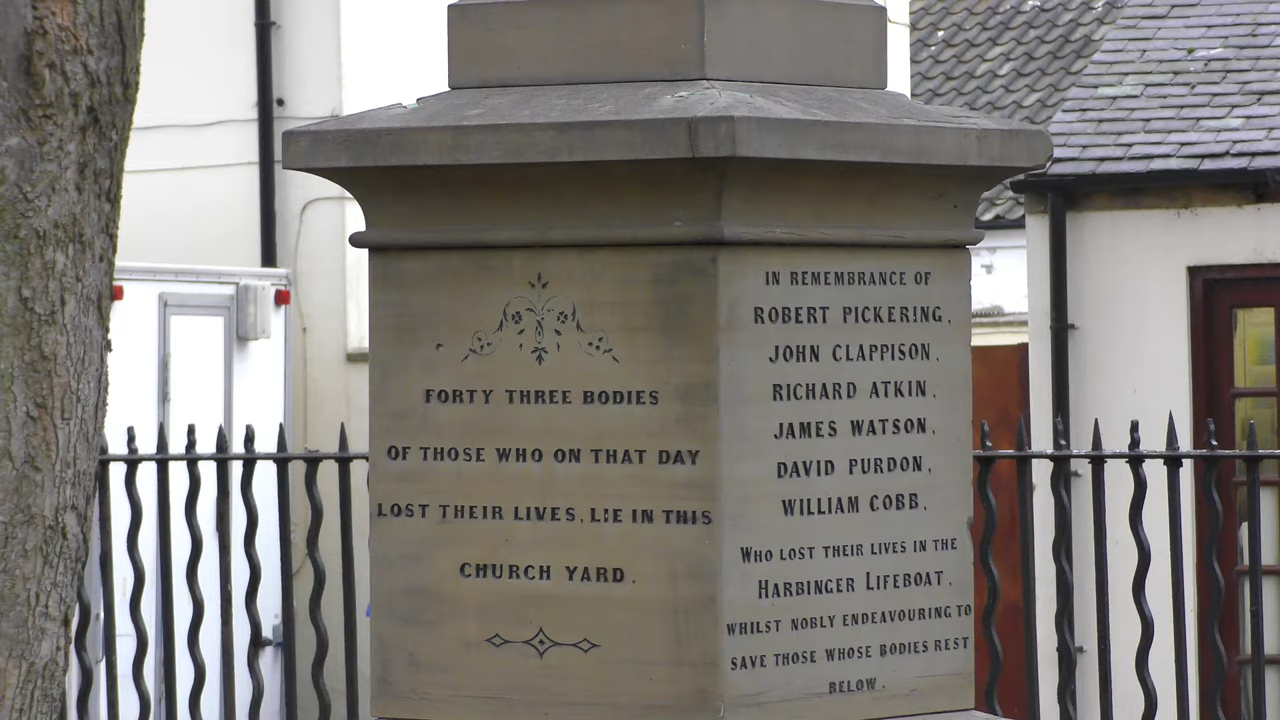 FORTY THREE BODIES
OF THOSE WHO ON THAT DAY
LOST THEIR LIVES, LIE IN THIS
CHURCH YARD.
IN REMEMBRANCE OF
ROBERT PICKERING,
JOHN CLAPPISON,
RICHARD ATKIN,
JAMES WATSON,
DAVID PURDON,
WILLIAM COBB,
WHO LOST THEIR LIVES IN THE
HARBINGER LIFEBOAT,
WHILST NOBLY ENDEAVOURING TO
SAVE THOSE WHOSE BODIES REST
BELOW.